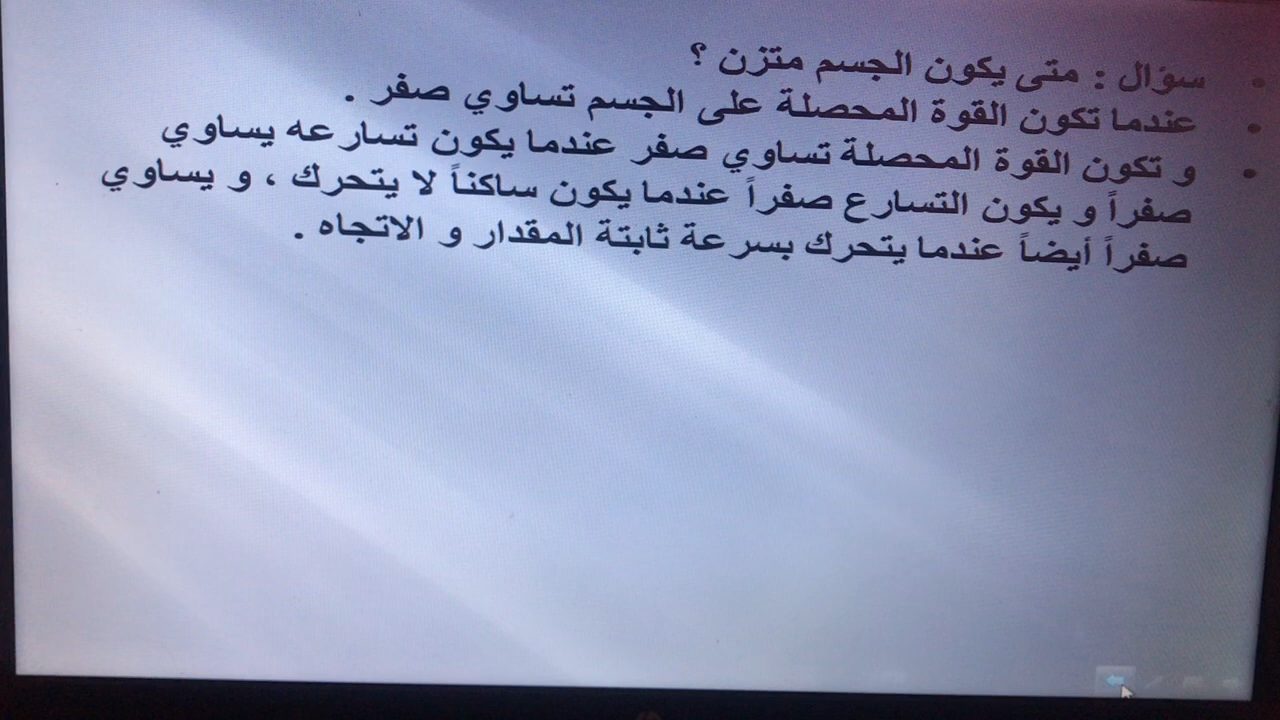 • سؤال : متى يكون الجسم متزن ؟
• عندما تكون القوة المحصلة على الجسم تساوي صفر .
• و تكون القوة المحصلة تساوي صفر عندما يكون تسارعه يساوي
صفراً و يكون التسارع صفراً عندما يكون ساكناً لا يتحرك ، و يساوي
صفراً أيضاً عندما يتحرك بسرعة ثابتة المقدار و الاتجاه .